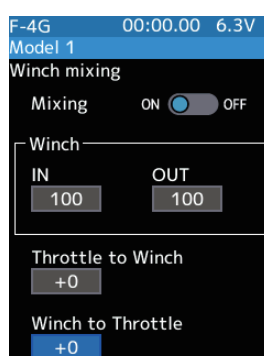 F-4G 00:00.00 6.3V
Model 1
Winch mixing
Mixing ON OFF
Winch
IN OUT
100 100
Throttle to Winch
+0
Winch to Throttle
+0